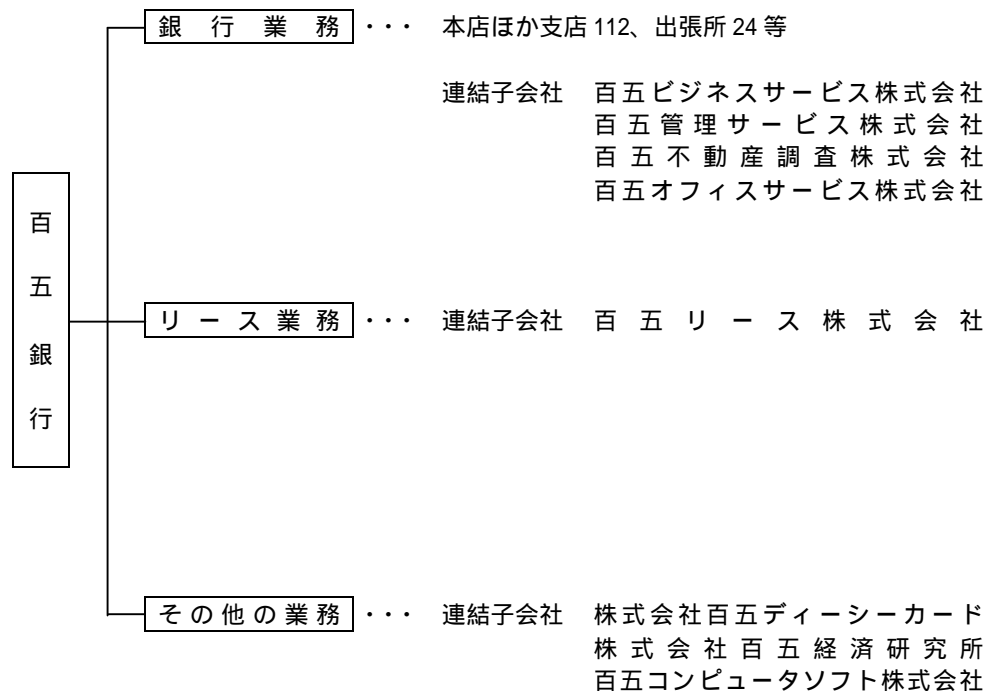 百五銀行
銀行業務・・・ 本店ほか支店 112、出張所 24 等
連結子会社 百五ビジネスサービス株式会社
百五管理サービス株式会社
百五不動産調査株式会社
百五オフィスサービス株式会社
リース業務・・・ 連結子会社 百五リース株式会社
その他の業務・・・ 連結子会社 株式会社百五ディーシーカード
株式会社百五経済研究所
百五コンピュータソフト株式会社